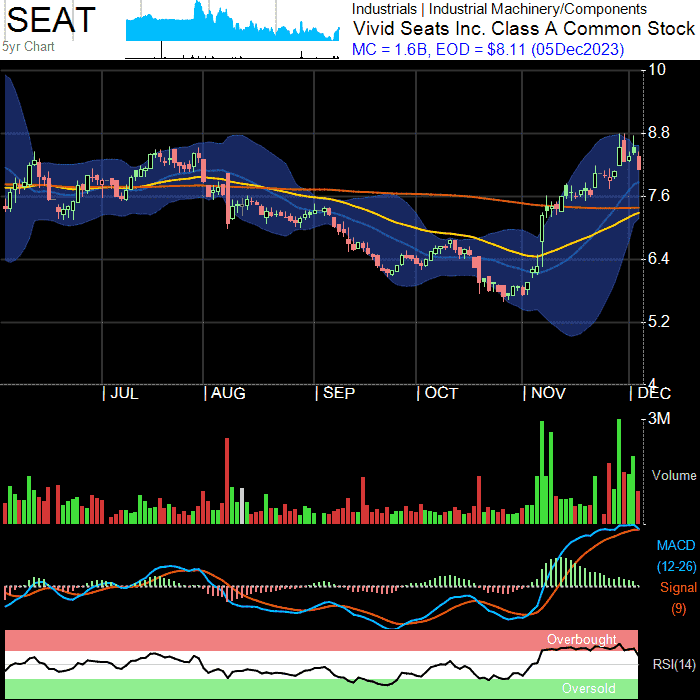 SEAT
5yr Chart
Industrials | Industrial Machinery/Components
Vivid Seats Inc. Class A Common Stock
MC = 1.6B, EOD = $8.11 (05Dec2023)
10
8.8
7.6
6.4
5.2
4
JUL
AUG
SEP
OCT
NOV
DEC
3M
Volume
MACD
(12-26)
Signal
(9)
Overbought
RSI(14)
Oversold